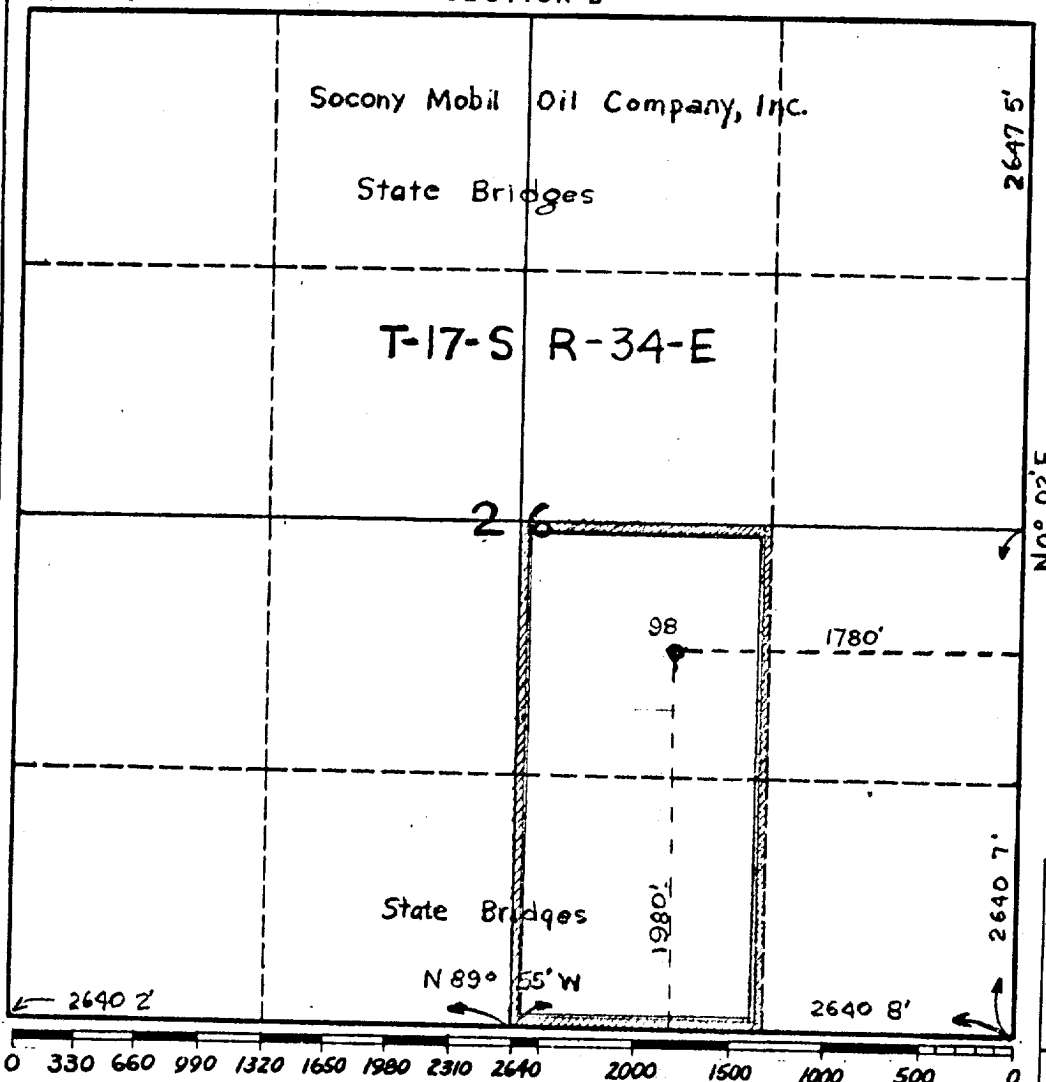 Socony Mobil Oil Company, Inc.
2647 5'
State Bridges
T-17-S R-34-E
N0° 02' E
26
98
1780'
1980'
2640 7'
State Bridges
N 89° 55' W
2640 2'
2640 8'
0 330 660 990 1320 1650 1980 2310 2640 2000 1500 1000 500 0